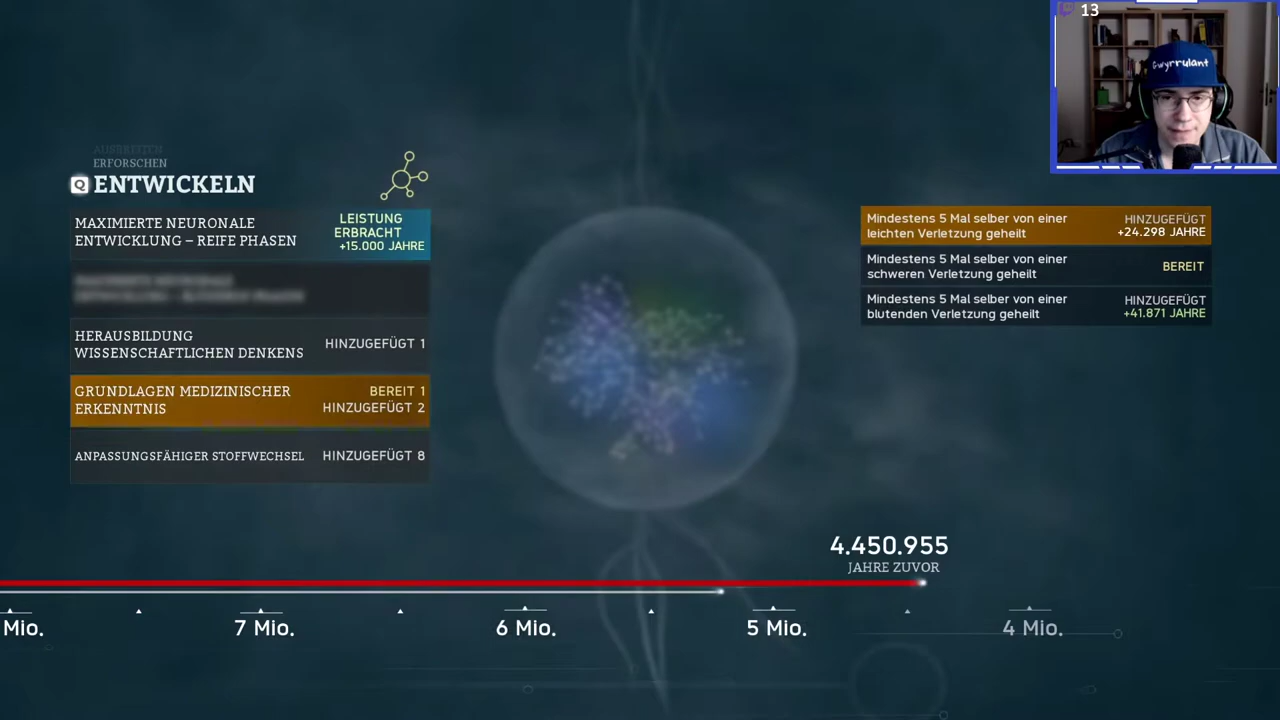 13
Gwyrrulant
AUSBREITEN
ERFORSCHEN
Q ENTWICKELN
MAXIMIERTE NEURONALE
ENTWICKLUNG – REIFE PHASEN
LEISTUNG
ERBRACHT
+15.000 JAHRE
HERAUSBILDUNG
WISSENSCHAFTLICHEN DENKENS
HINZUGEFÜGT 1
GRUNDLAGEN MEDIZINISCHER
ERKENNTNIS
BEREIT 1
HINZUGEFÜGT 2
ANPASSUNGSFÄHIGER STOFFWECHSEL
HINZUGEFÜGT 8
Mindestens 5 Mal selber von einer
leichten Verletzung geheilt
HINZUGEFÜGT
+24.298 JAHRE
Mindestens 5 Mal selber von einer
schweren Verletzung geheilt
BEREIT
Mindestens 5 Mal selber von einer
blutenden Verletzung geheilt
HINZUGEFÜGT
+41.871 JAHRE
4.450.955
JAHRE ZUVOR
Mio.
7 Mio.
6 Mio.
5 Mio.
4 Mio.